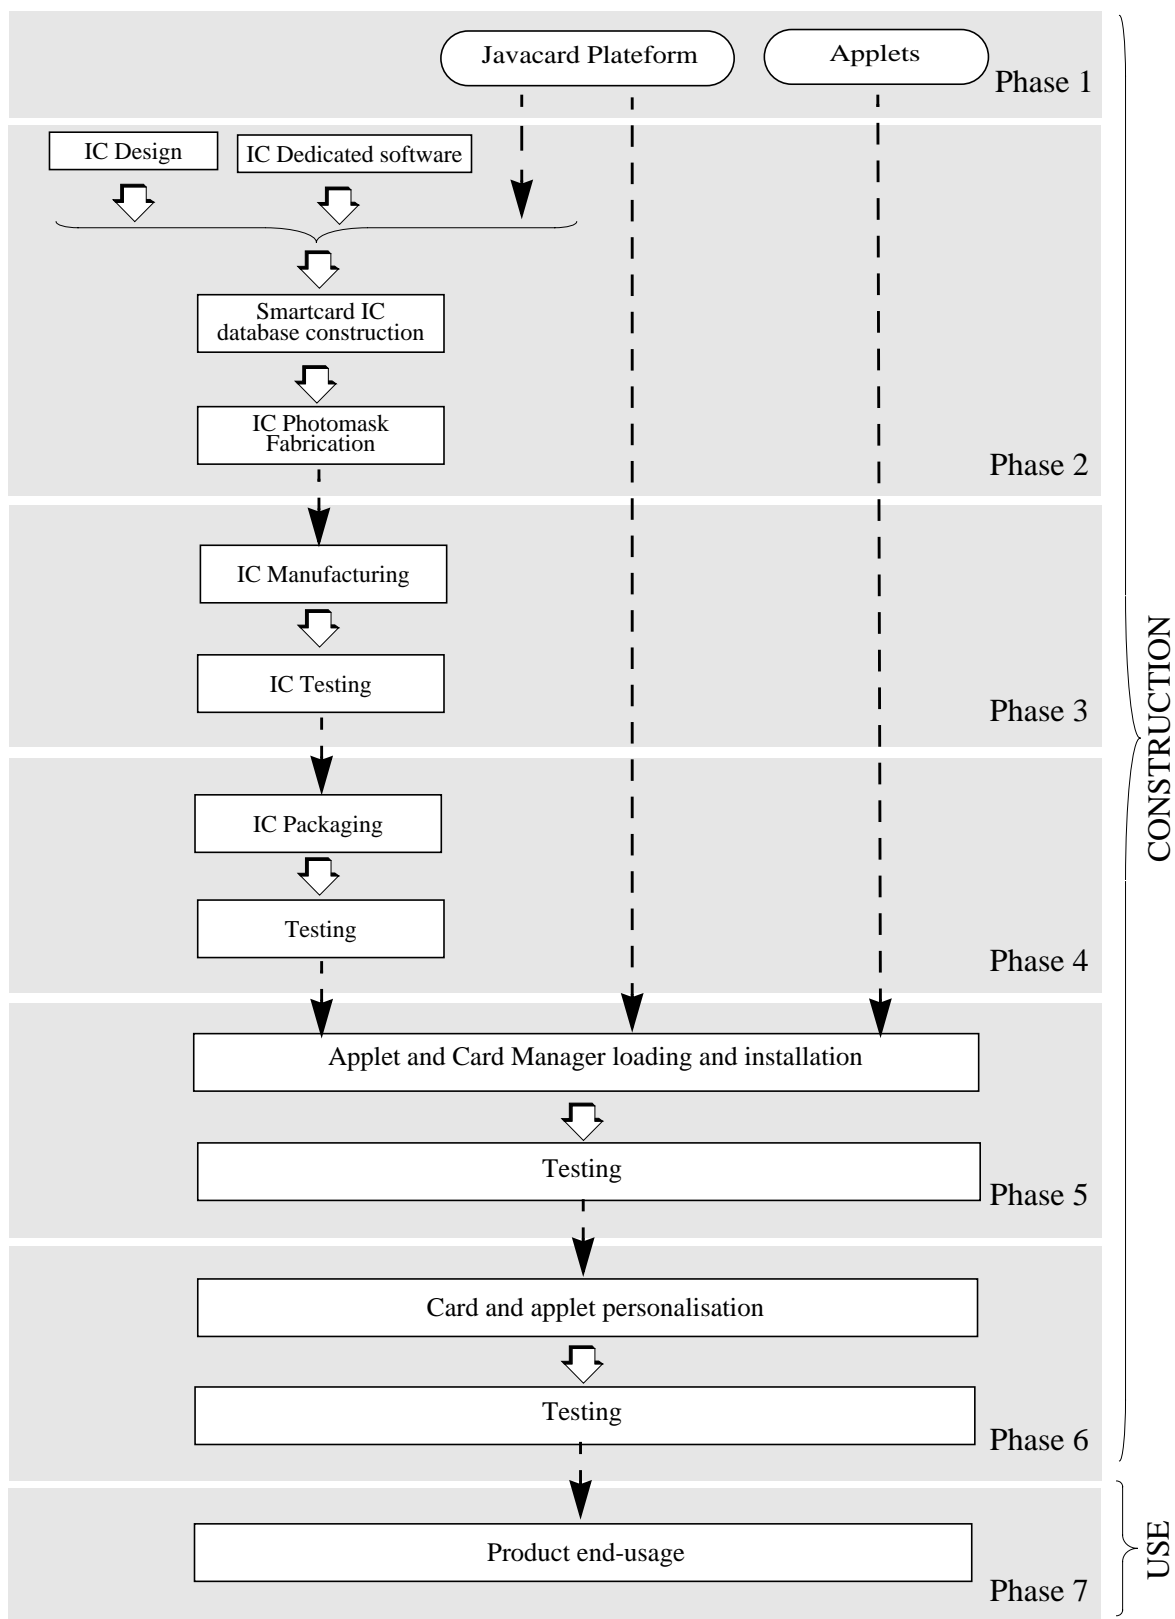 Javacard Plateform
Applets
Phase 1
IC Design
IC Dedicated software
Smartcard IC
database construction
IC Photomask
Fabrication
Phase 2
IC Manufacturing
IC Testing
Phase 3
CONSTRUCTION
IC Packaging
Testing
Phase 4
Applet and Card Manager loading and installation
Testing
Phase 5
Card and applet personalisation
Testing
Phase 6
Product end-usage
Phase 7
USE